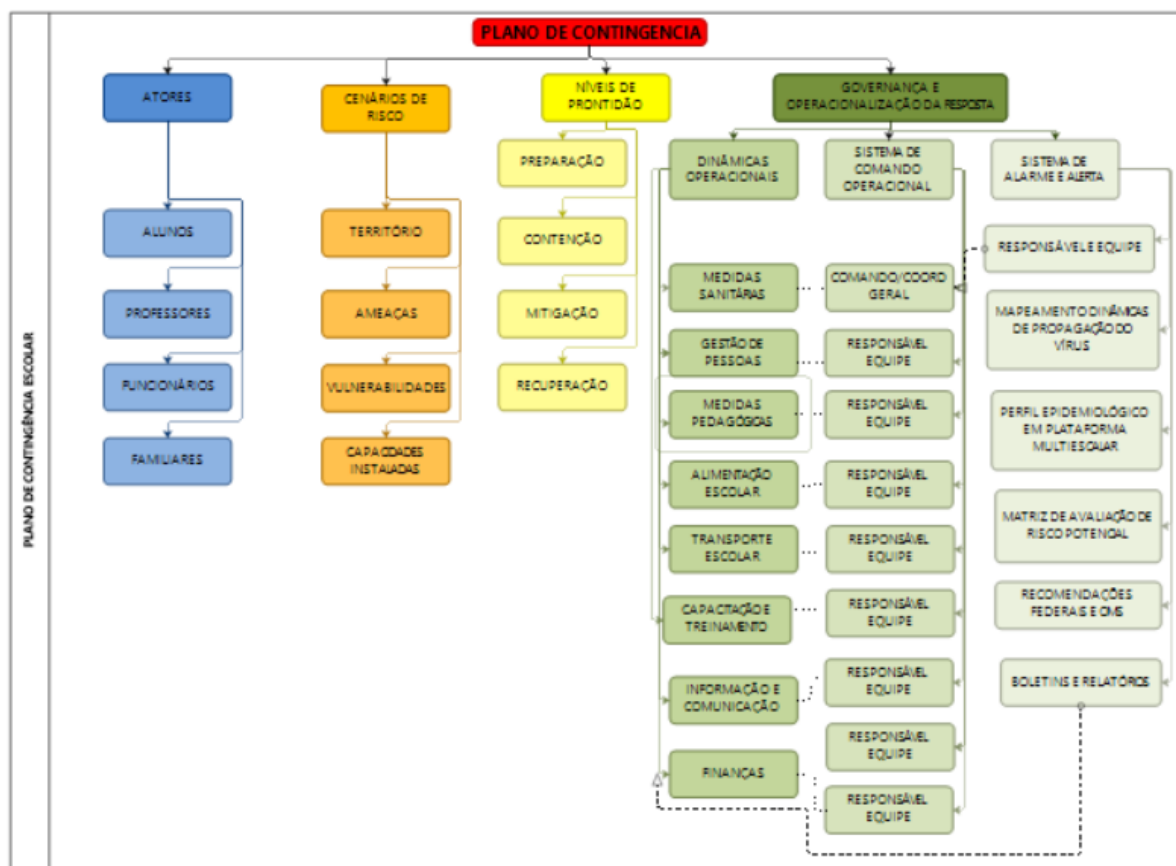 PLANO DE CONTINGÊNCIA ESCOLAR
PLANO DE CONTINGENCIA
ATORES
ALUNOS
PROFESSORES
FUNCIONÁRIOS
FAMILIARES
CENÁRIOS DE
RISCO
TERRITÓRIO
AMEAÇAS
VULNERABILIDADES
CAPACIDADES
INSTALADAS
NÍVEIS DE
PRONTIDÃO
PREPARAÇÃO
CONTENÇÃO
MITIGAÇÃO
RECUPERAÇÃO
GOVERNANÇA E
OPERACIONALIZAÇÃO DA RESPOSTA
DINÂMICAS
OPERACIONAIS
MEDIDAS
SANITÁRIAS
GESTÃO DE
PESSOAS
MEDIDAS
PEDAGÓGICAS
ALIMENTAÇÃO
ESCOLAR
TRANSPORTE
ESCOLAR
CAPACITAÇÃO E
TREINAMENTO
INFORMAÇÃO E
COMUNICAÇÃO
FINANÇAS
SISTEMA DE
COMANDO
OPERACIONAL
COMANDO/COORD
GERAL
RESPONSÁVEL
EQUIPE
RESPONSÁVEL
EQUIPE
RESPONSÁVEL
EQUIPE
RESPONSÁVEL
EQUIPE
RESPONSÁVEL
EQUIPE
RESPONSÁVEL
EQUIPE
RESPONSÁVEL
EQUIPE
RESPONSÁVEL
EQUIPE
SISTEMA DE
ALARME E ALERTA
RESPONSÁVEL E EQUIPE
MAPEAMENTO DINÂMICAS
DE PROPAGAÇÃO DO
VÍRUS
PERFIL EPIDEMIOLÓGICO
EM PLATAFORMA
MULTIESCALAR
MATRIZ DE AVALIAÇÃO DE
RISCO POTENCIAL
RECOMENDAÇÕES
FEDERAIS E OMS
BOLETINS E RELATÓRIOS